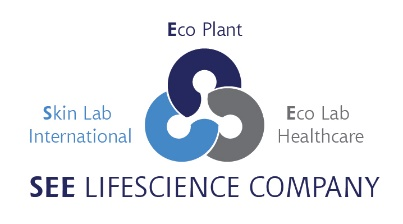 Eco Plant
Skin Lab
International
Eco Lab
Healthcare
SEE LIFESCIENCE COMPANY